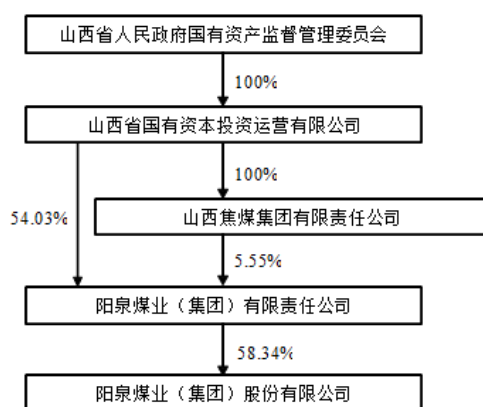 山西省人民政府国有资产监督管理委员会
100%
山西省国有资本投资运营有限公司
100%
54.03%
山西焦煤集团有限责任公司
5.55%
阳泉煤业（集团）有限责任公司
58.34%
阳泉煤业（集团）股份有限公司